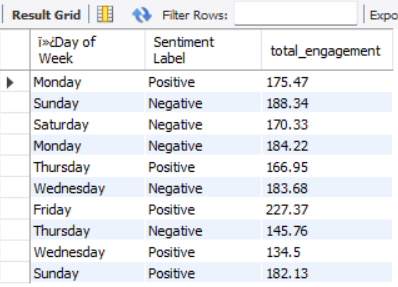 Result Grid Filter Rows: Expo
ï»¿Day of Week Sentiment Label total_engagement
Monday Positive 175.47
Sunday Negative 188.34
Saturday Negative 170.33
Monday Negative 184.22
Thursday Positive 166.95
Wednesday Negative 183.68
Friday Positive 227.37
Thursday Negative 145.76
Wednesday Positive 134.5
Sunday Positive 182.13